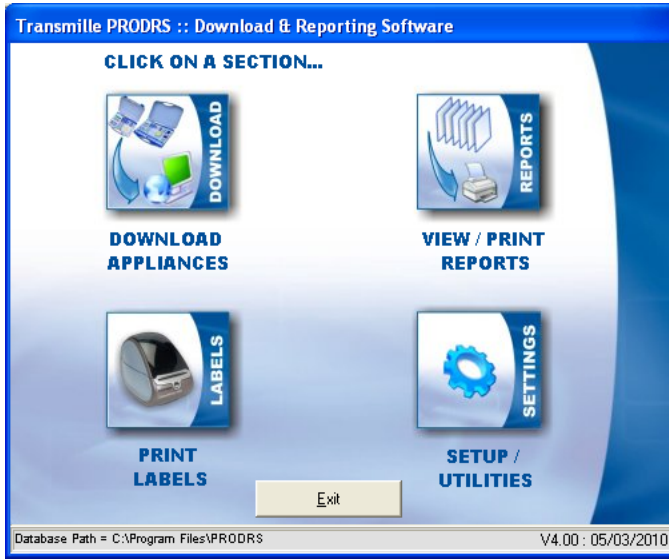 Transmille PRODRS :: Download & Reporting Software
CLICK ON A SECTION...
DOWNLOAD
DOWNLOAD
APPLIANCES
REPORTS
VIEW / PRINT
REPORTS
LABELS
PRINT
LABELS
SETTINGS
SETUP /
UTILITIES
Exit
Database Path = C:\Program Files\PRODRS
V4.00 : 05/03/2010